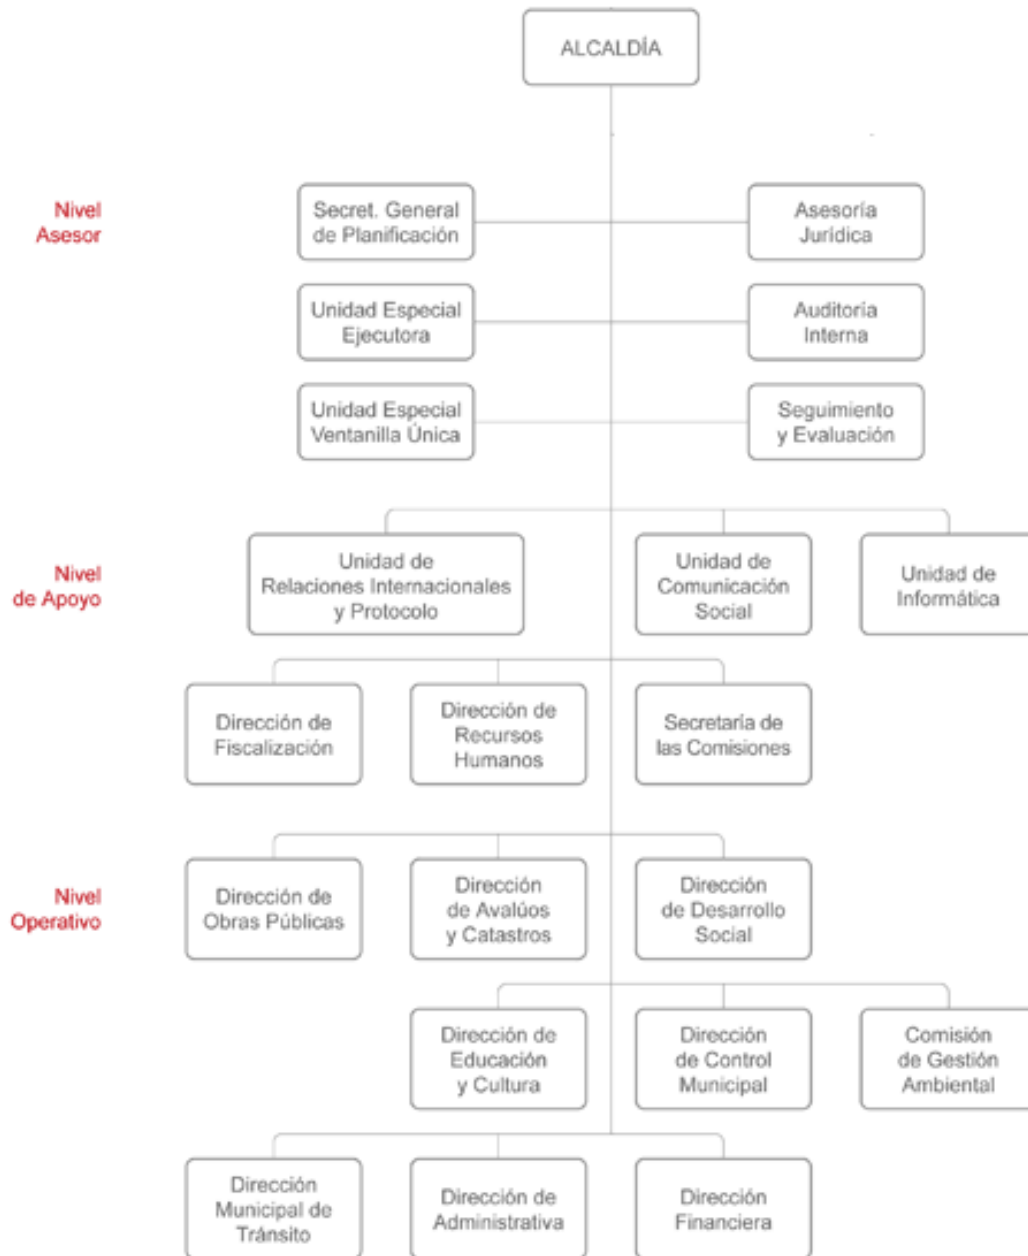 ALCALDÍA
Nivel
Asesor
Secret. General
de Planificación
Asesoría
Jurídica
Unidad Especial
Ejecutora
Auditoria
Interna
Unidad Especial
Ventanilla Única
Seguimiento
y Evaluación
Nivel
de Apoyo
Unidad de
Relaciones Internacionales
y Protocolo
Unidad de
Comunicación
Social
Unidad de
Informática
Dirección de
Fiscalización
Dirección de
Recursos
Humanos
Secretaría de
las Comisiones
Nivel
Operativo
Dirección de
Obras Públicas
Dirección
de Avalúos
y Catastros
Dirección
de Desarrollo
Social
Dirección de
Educación
y Cultura
Dirección
de Control
Municipal
Comisión
de Gestión
Ambiental
Dirección
Municipal de
Tránsito
Dirección de
Administrativa
Dirección
Financiera